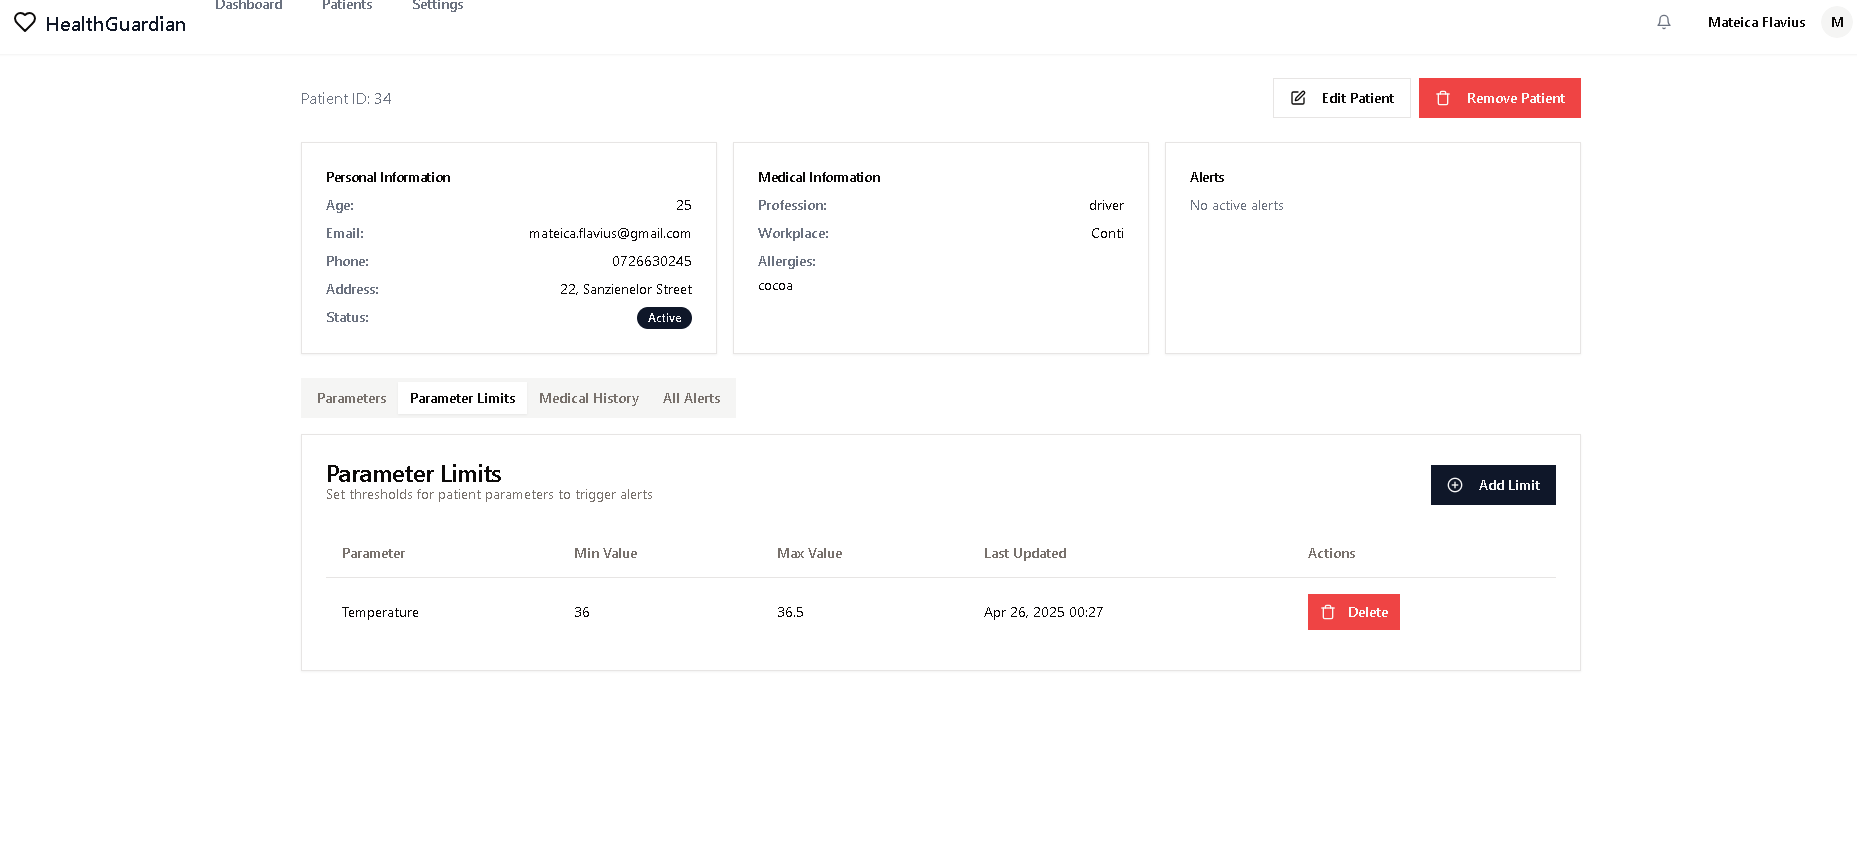 Dashboard Patients Settings
HealthGuardian
Mateica Flavius M
Patient ID: 34
Edit Patient
Remove Patient
Personal Information
Age: 25
Email: mateica.flavius@gmail.com
Phone: 0726630245
Address: 22, Sanzienelor Street
Status: Active
Medical Information
Profession: driver
Workplace: Conti
Allergies:
cocoa
Alerts
No active alerts
Parameters Parameter Limits Medical History All Alerts
Parameter Limits
Set thresholds for patient parameters to trigger alerts
Add Limit
Parameter Min Value Max Value Last Updated Actions
Temperature 36 36.5 Apr 26, 2025 00:27 Delete